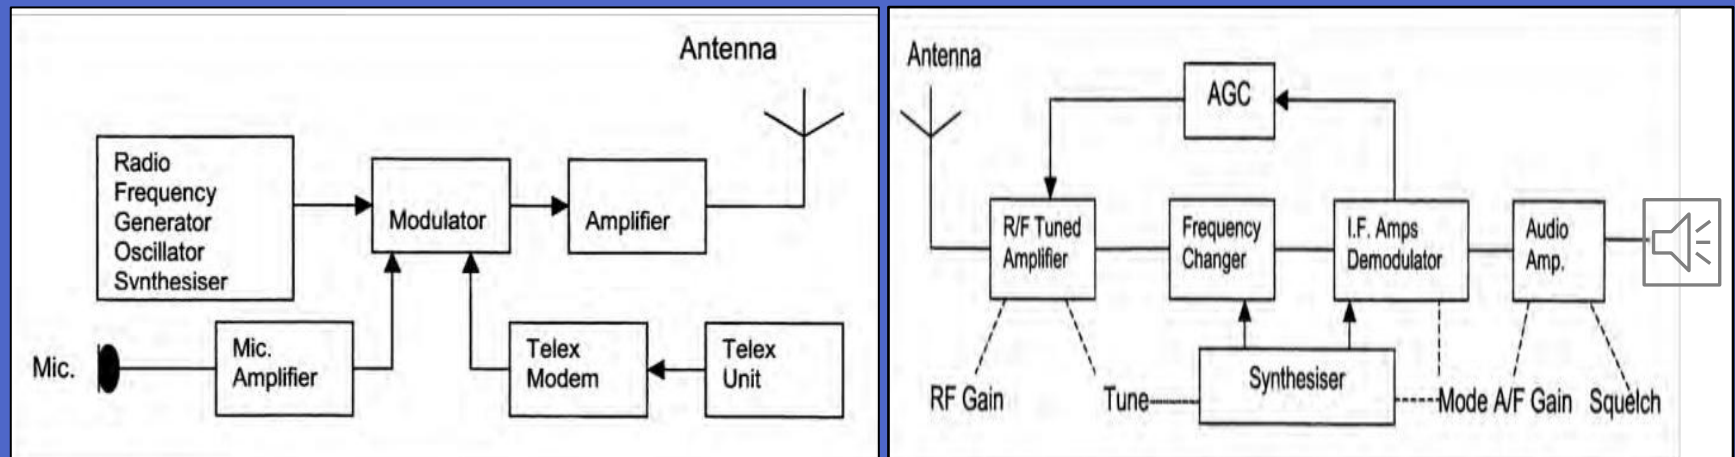 Antenna
Radio
Frequency
Generator
Oscillator
Svnthesiser
Modulator
Amplifier
Mic.
Mic.
Amplifier
Telex
Modem
Telex
Unit
Antenna
AGC
R/F Tuned
Amplifier
Frequency
Changer
I.F. Amps
Demodulator
Audio
Amp.
Synthesiser
RF Gain
Tune
Mode
A/F Gain
Squelch